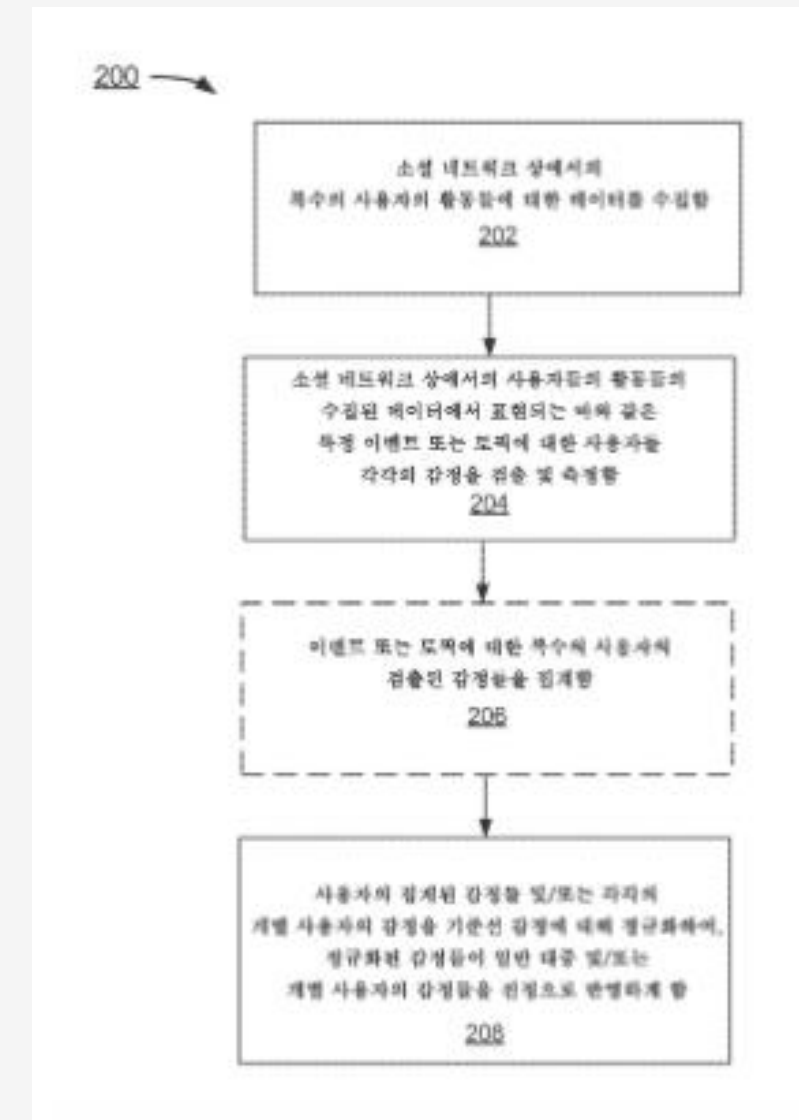 200
소셜 네트워크 상에서의
복수의 사용자의 활동들에 대한 데이터를 수집함
202
소셜 네트워크 상에서의 사용자들의 활동들의
수집된 데이터에서 표현되는 바와 같은
특정 이벤트 또는 토픽에 대한 사용자들
각각의 감정을 검출 및 측정함
204
이벤트 또는 토픽에 대한 복수의 사용자의
검출된 감정들을 집계함
206
사용자의 집계된 감정들 및/또는 각각의
개별 사용자의 감정을 기준선 감정에 대해 정규화하여,
정규화된 감정들이 일반 대중 및/또는
개별 사용자의 감정들을 진정으로 반영하게 함
208